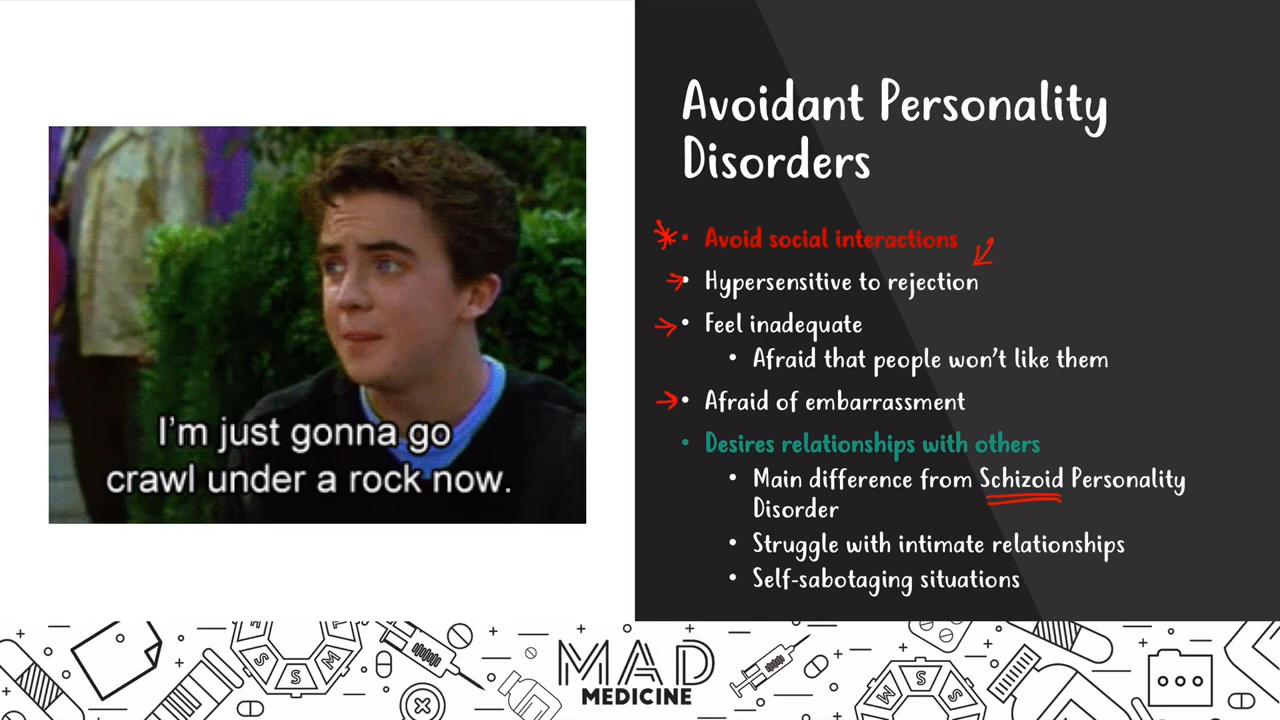 I'm just gonna go
crawl under a rock now.
Avoidant Personality
Disorders
• Avoid social interactions
• Hypersensitive to rejection
• Feel inadequate
• Afraid that people won't like them
• Afraid of embarrassment
• Desires relationships with others
• Main difference from Schizoid Personality
Disorder
• Struggle with intimate relationships
• Self-sabotaging situations
MAD
MEDICINE
S S M
M S S